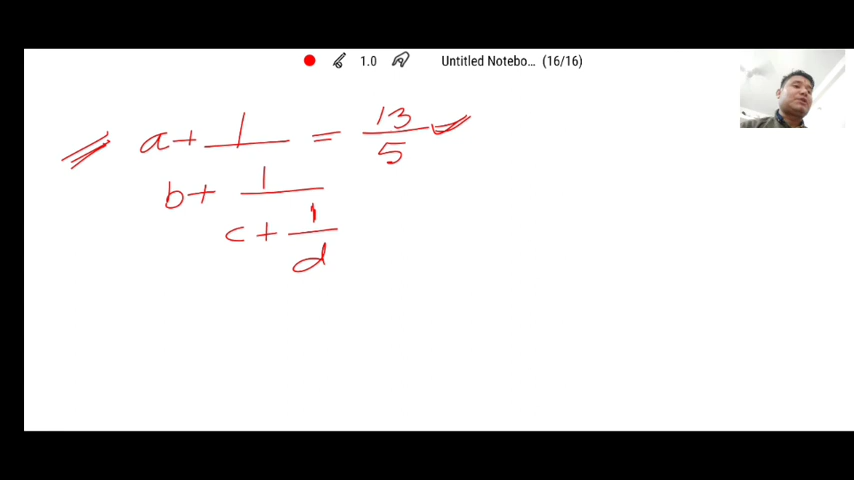 1.0 Untitled Notebo... (16/16)
a + 1 = 13/5
b + 1
c + 1
d